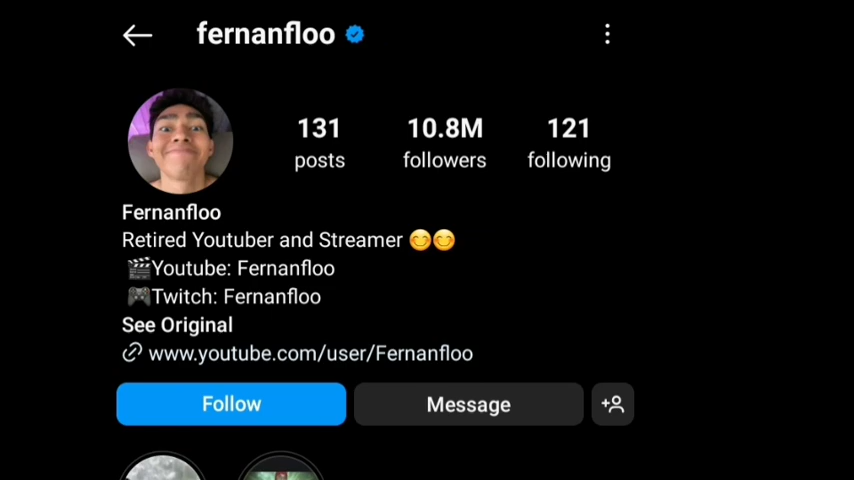 fernanfloo
131 10.8M 121
posts followers following
Fernanfloo
Retired Youtuber and Streamer 😊😊
🎬Youtube: Fernanfloo
🎮Twitch: Fernanfloo
See Original
www.youtube.com/user/Fernanfloo
Follow Message